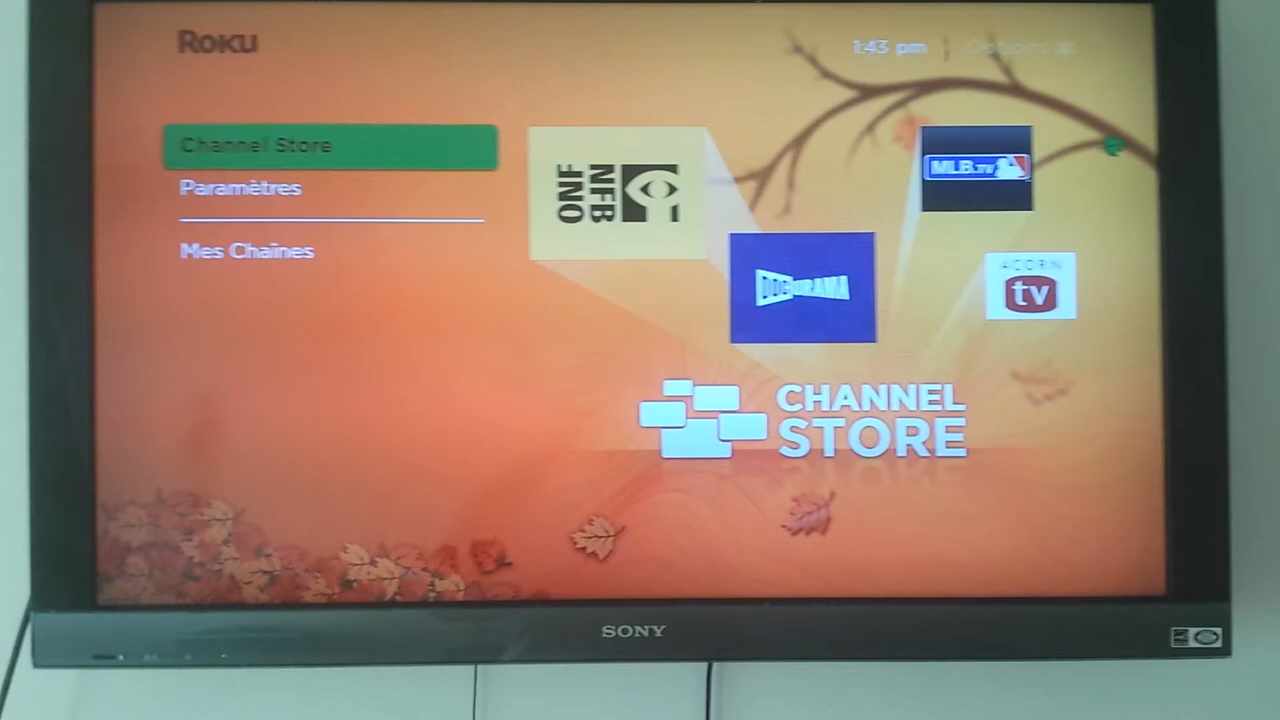 Roku
1:43 pm | Options
Channel Store
Paramètres
Mes Chaînes
ONF
NFB
MLB.TV
DOCURAMA
ACORN
tv
CHANNEL
STORE
SONY